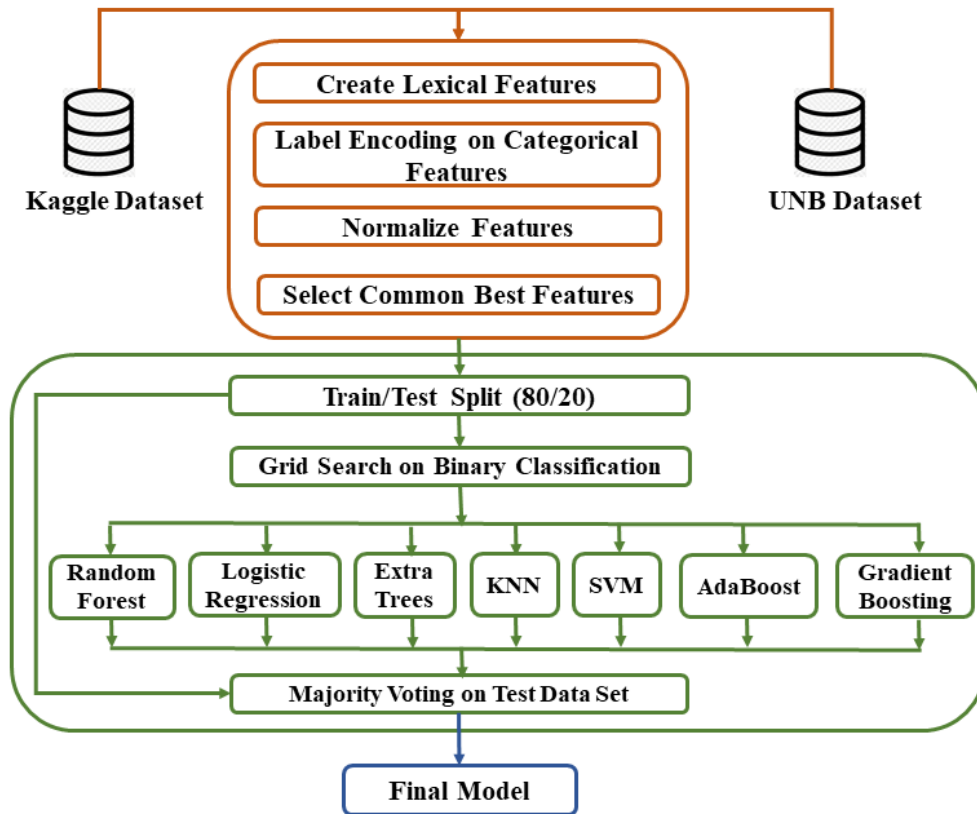 Create Lexical Features
Label Encoding on Categorical
Features
Kaggle Dataset
UNB Dataset
Normalize Features
Select Common Best Features
Train/Test Split (80/20)
Grid Search on Binary Classification
Random
Forest
Logistic
Regression
Extra
Trees
KNN
SVM
AdaBoost
Gradient
Boosting
Majority Voting on Test Data Set
Final Model